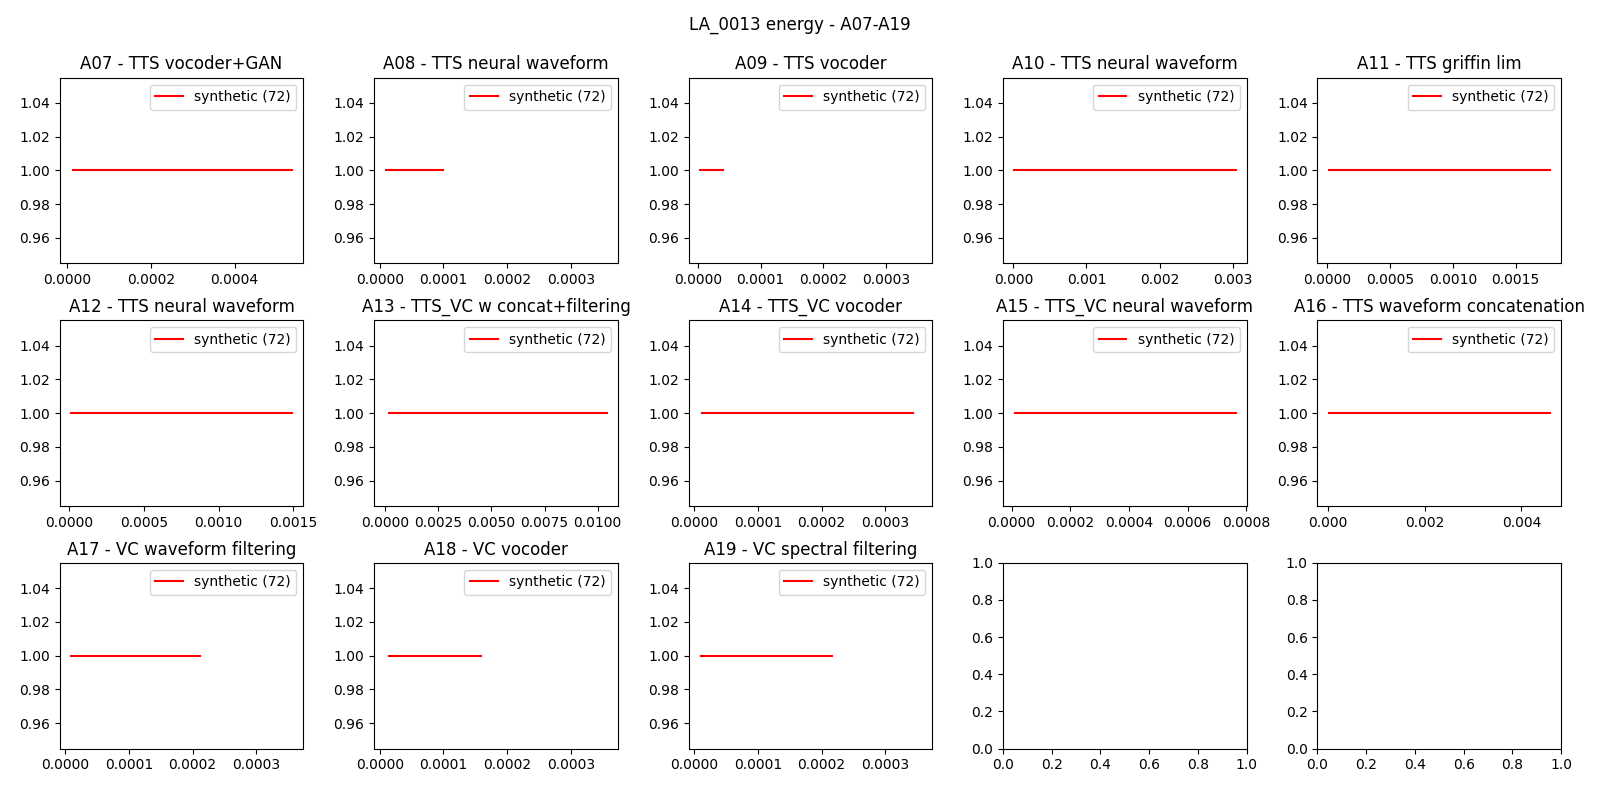 LA_0013 energy - A07-A19
A07 - TTS vocoder+GAN
A08 - TTS neural waveform
A09 - TTS vocoder
A10 - TTS neural waveform
A11 - TTS griffin lim
synthetic (72)
synthetic (72)
synthetic (72)
synthetic (72)
synthetic (72)
1.04
1.02
1.00
0.98
0.96
1.04
1.02
1.00
0.98
0.96
1.04
1.02
1.00
0.98
0.96
1.04
1.02
1.00
0.98
0.96
1.04
1.02
1.00
0.98
0.96
0.0000 0.0002 0.0004
0.0000 0.0001 0.0002 0.0003
0.0000 0.0001 0.0002 0.0003
0.000 0.001 0.002 0.003
0.0000 0.0005 0.0010 0.0015
A12 - TTS neural waveform
A13 - TTS_VC w concat+filtering
A14 - TTS_VC vocoder
A15 - TTS_VC neural waveform
A16 - TTS waveform concatenation
synthetic (72)
synthetic (72)
synthetic (72)
synthetic (72)
synthetic (72)
1.04
1.02
1.00
0.98
0.96
1.04
1.02
1.00
0.98
0.96
1.04
1.02
1.00
0.98
0.96
1.04
1.02
1.00
0.98
0.96
1.04
1.02
1.00
0.98
0.96
0.0000 0.0005 0.0010 0.0015
0.0000 0.0025 0.0050 0.0075 0.0100
0.0000 0.0001 0.0002 0.0003
0.0000 0.0002 0.0004 0.0006 0.0008
0.000 0.002 0.004
A17 - VC waveform filtering
A18 - VC vocoder
A19 - VC spectral filtering
synthetic (72)
synthetic (72)
synthetic (72)
1.04
1.02
1.00
0.98
0.96
1.04
1.02
1.00
0.98
0.96
1.04
1.02
1.00
0.98
0.96
1.0
0.8
0.6
0.4
0.2
0.0
1.0
0.8
0.6
0.4
0.2
0.0
0.0000 0.0001 0.0002 0.0003
0.0000 0.0001 0.0002 0.0003
0.0000 0.0001 0.0002 0.0003
0.0 0.2 0.4 0.6 0.8 1.0
0.0 0.2 0.4 0.6 0.8 1.0